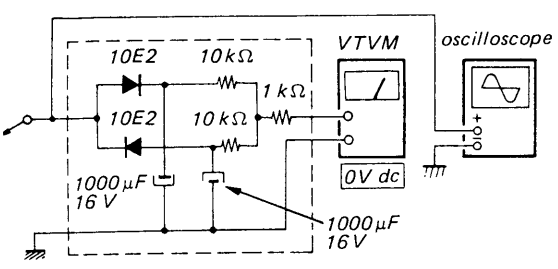 VTVM
oscilloscope
10E2
10kΩ
1kΩ
10E2
10kΩ
+
−
1000μF
16V
0V dc
1000μF
16V